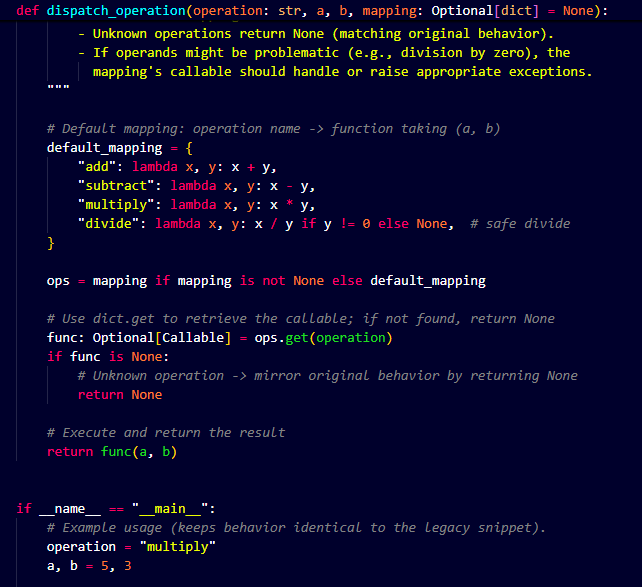 def dispatch_operation(operation: str, a, b, mapping: Optional[dict] = None):
        - Unknown operations return None (matching original behavior).
        - If operands might be problematic (e.g., division by zero), the
          mapping's callable should handle or raise appropriate exceptions.
    """
    # Default mapping: operation name -> function taking (a, b)
    default_mapping = {
        "add": lambda x, y: x + y,
        "subtract": lambda x, y: x - y,
        "multiply": lambda x, y: x * y,
        "divide": lambda x, y: x / y if y != 0 else None,  # safe divide
    }
    ops = mapping if mapping is not None else default_mapping
    # Use dict.get to retrieve the callable; if not found, return None
    func: Optional[Callable] = ops.get(operation)
    if func is None:
        # Unknown operation -> mirror original behavior by returning None
        return None
    # Execute and return the result
    return func(a, b)
if __name__ == "__main__":
    # Example usage (keeps behavior identical to the legacy snippet).
    operation = "multiply"
    a, b = 5, 3